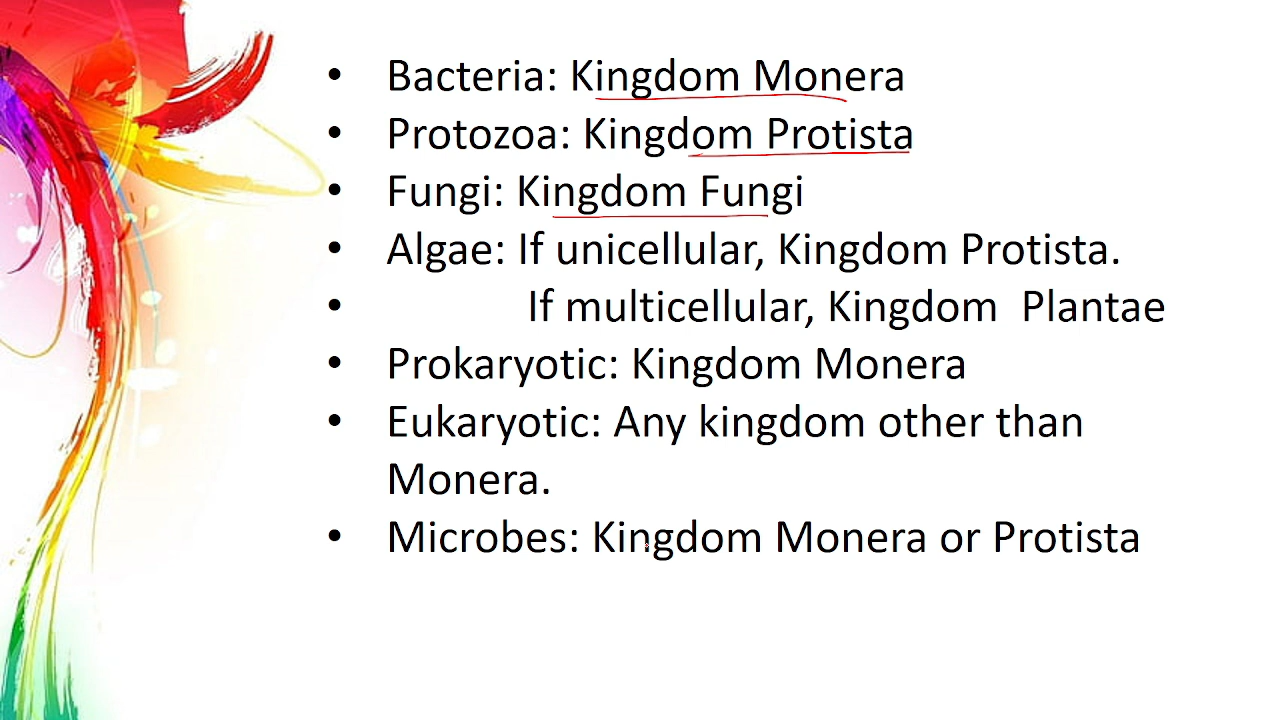 • Bacteria: Kingdom Monera
• Protozoa: Kingdom Protista
• Fungi: Kingdom Fungi
• Algae: If unicellular, Kingdom Protista.
• If multicellular, Kingdom Plantae
• Prokaryotic: Kingdom Monera
• Eukaryotic: Any kingdom other than
Monera.
• Microbes: Kingdom Monera or Protista